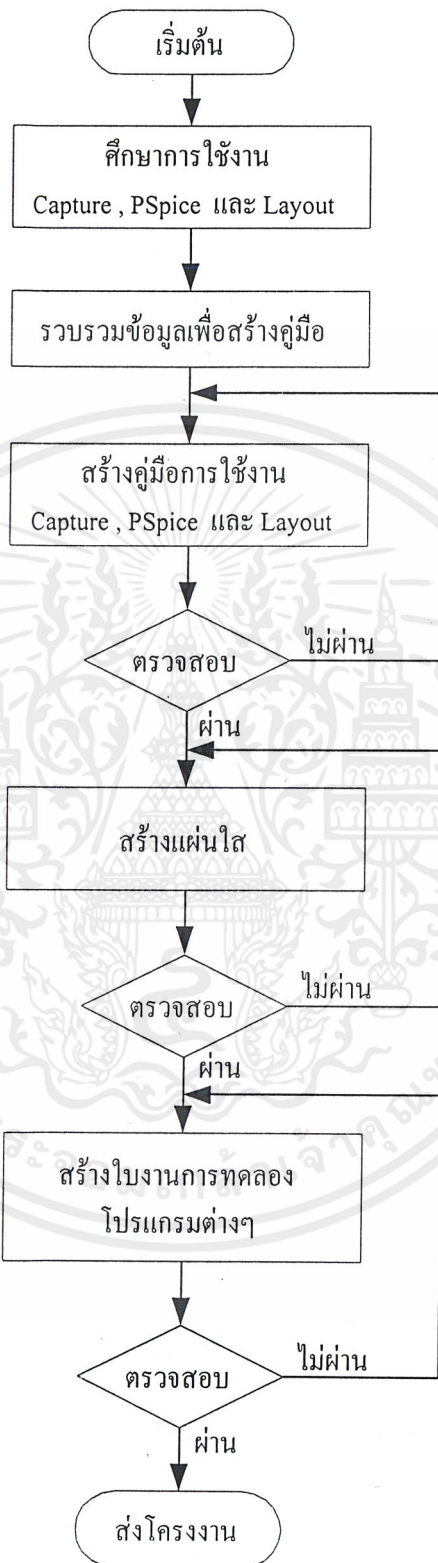 เริ่มต้น
ศึกษาการใช้งาน
Capture , PSpice และ Layout
รวบรวมข้อมูลเพื่อสร้างคู่มือ
สร้างคู่มือการใช้งาน
Capture , PSpice และ Layout
ตรวจสอบ
ไม่ผ่าน
ผ่าน
สร้างแผ่นใส
ตรวจสอบ
ไม่ผ่าน
ผ่าน
สร้างใบงานการทดลอง
โปรแกรมต่างๆ
ตรวจสอบ
ไม่ผ่าน
ผ่าน
ส่งโครงงาน